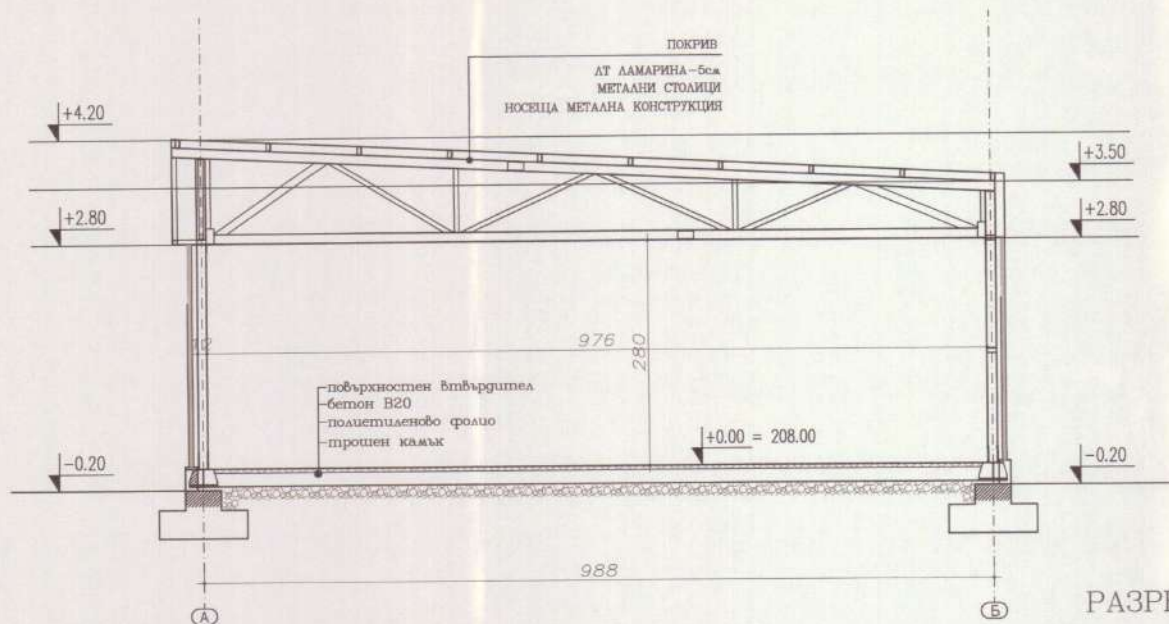 ПОКРИВ
ЛТ ЛАМАРИНА-5см
МЕТАЛНИ СТОЛИЦИ
НОСЕЩА МЕТАЛНА КОНСТРУКЦИЯ
+4.20
+3.50
+2.80
+2.80
976
280
12
повърхностен втвърдител
бетон В20
полиетиленово фолио
трошен камък
+0.00 = 208.00
-0.20
-0.20
988
А
Б